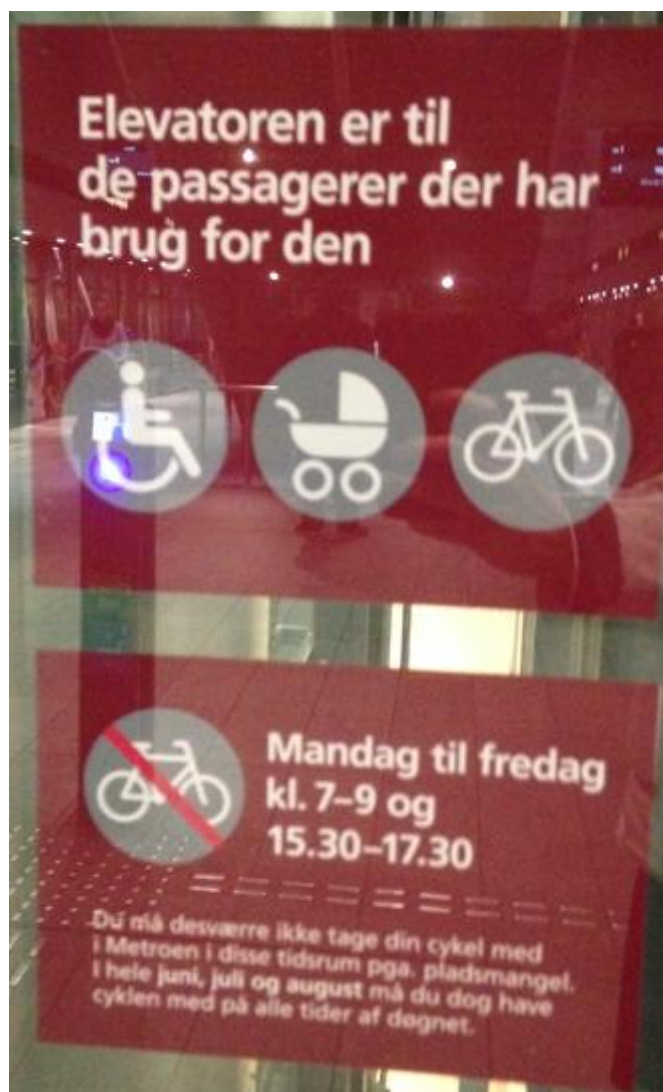 Elevatoren er til
de passagerer der har
brug for den
Mandag til fredag
kl. 7–9 og
15.30–17.30
Du må desværre ikke tage din cykel med
i Metroen i disse tidsrum pga. pladsmangel.
I hele juni, juli og august må du dog have
cyklen med på alle tider af døgnet.